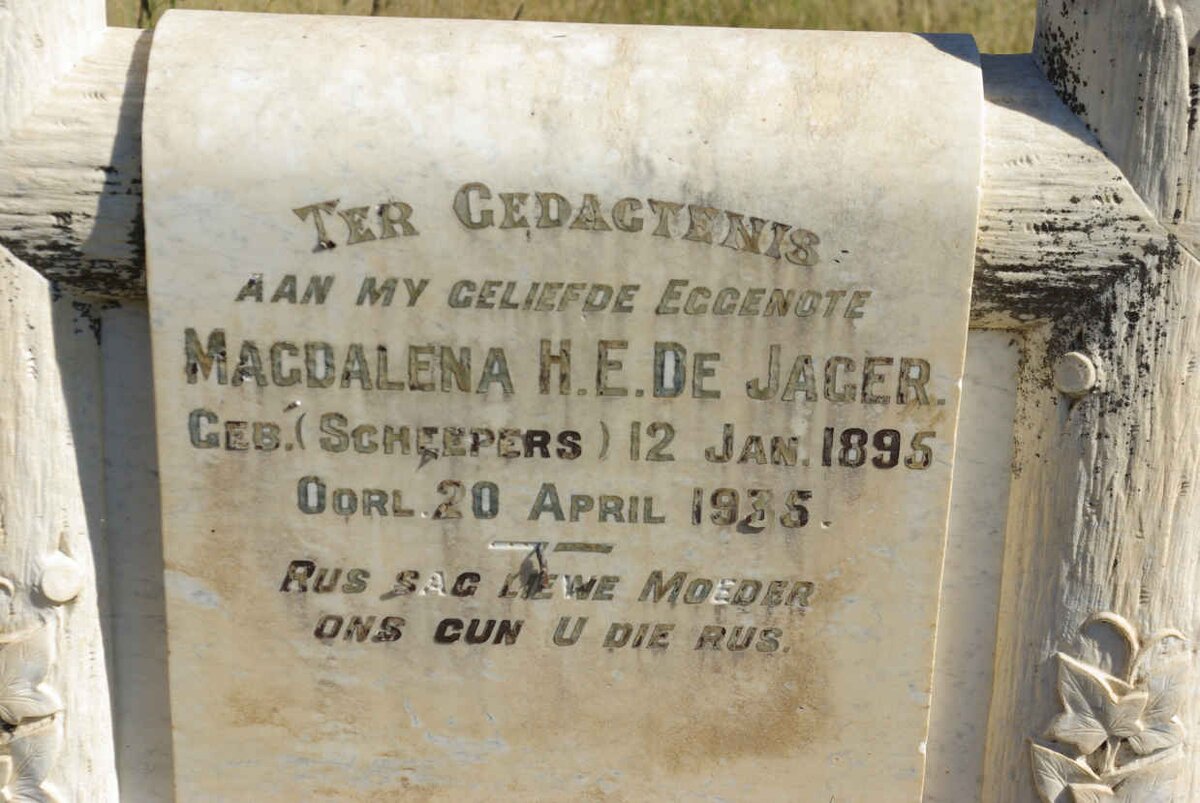 TER GEDAGTENIS
AAN MY GELIEFDE EGGENOTE
MAGDALENA H. E. DE JAGER.
GEB. (SCHEEPERS) 12 JAN. 1895
OORL. 20 APRIL 1935.
RUS SAG LIEWE MOEDER
ONS GUN U DIE RUS.